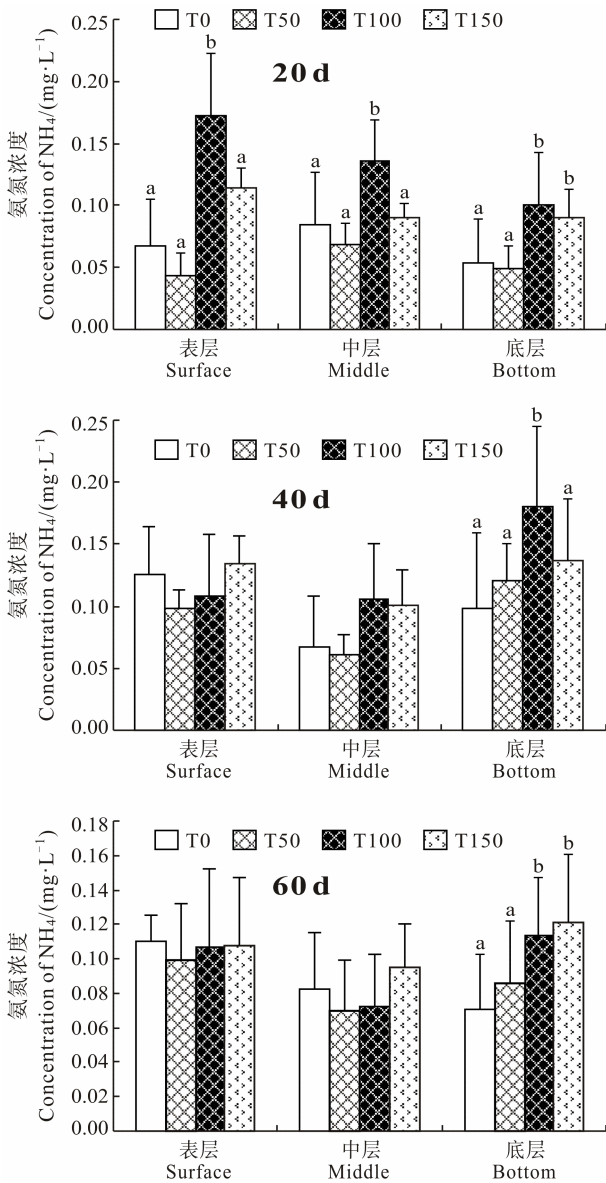 氨氮浓度
Concentration of NH₄/(mg·L⁻¹)
T0 T50 T100 T150
20 d
0.25
0.20
0.15
0.10
0.05
0.00
a a b a
a a b a
a a b b
表层 中层 底层
Surface Middle Bottom
氨氮浓度
Concentration of NH₄/(mg·L⁻¹)
T0 T50 T100 T150
40 d
0.25
0.20
0.15
0.10
0.05
0.00
a a b a
表层 中层 底层
Surface Middle Bottom
氨氮浓度
Concentration of NH₄/(mg·L⁻¹)
T0 T50 T100 T150
60 d
0.18
0.16
0.14
0.12
0.10
0.08
0.06
0.04
0.02
0.00
a a b b
表层 中层 底层
Surface Middle Bottom